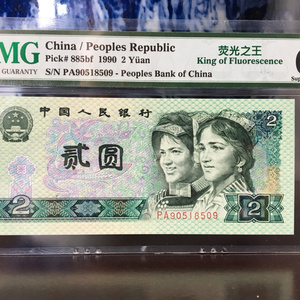 MG
GUARANTY
China / Peoples Republic
Pick# 885bf 1990 2 Yüan
S/N PA90518509 - Peoples Bank of China
荧光之王
King of Fluorescence
中国人民银行
贰圆
2
PA90518509
2
2